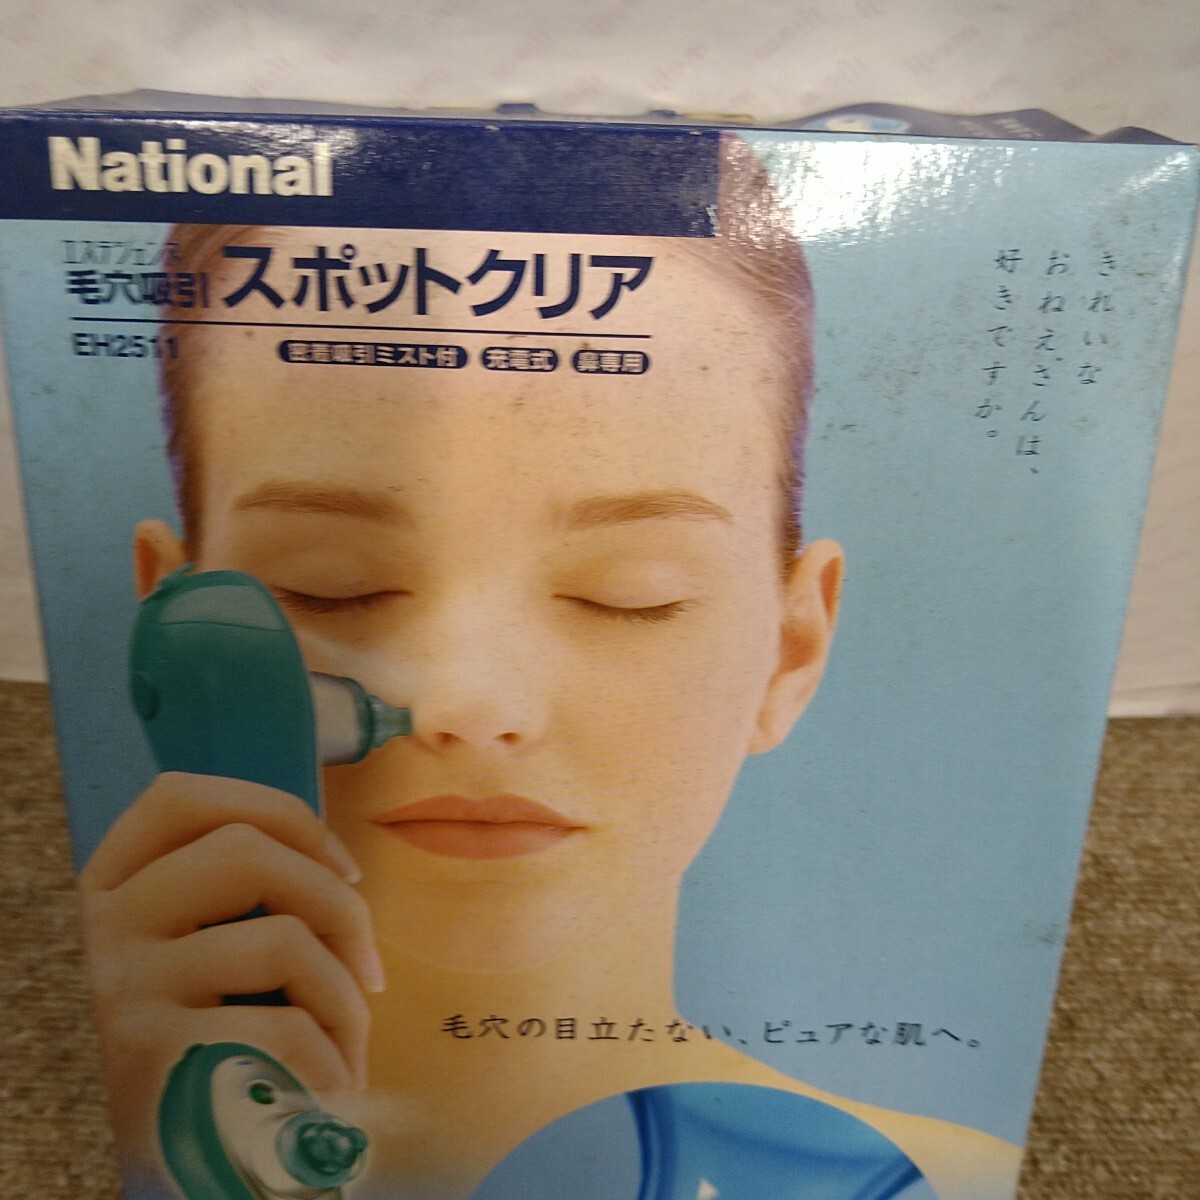 National
エステジェンヌ
毛穴吸引 スポットクリア
EH2511
密着吸引ミスト付 充電式 鼻専用
きれいな
おねえさんは、
好きですか。
毛穴の目立たない、ピュアな肌へ。